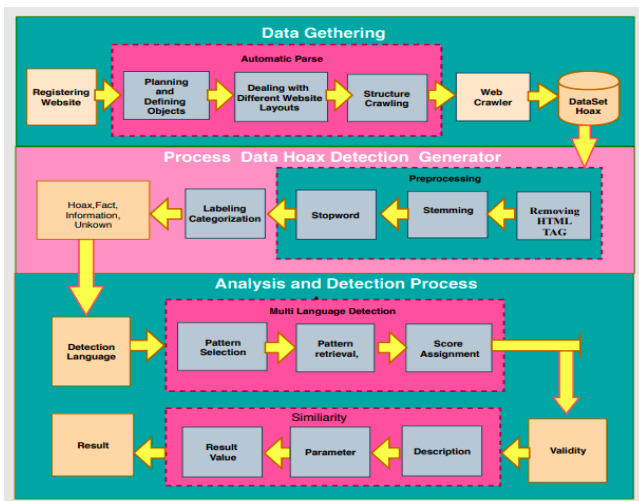 Data Gethering
Automatic Parse
Registering
Website
Planning
and
Defining
Objects
Dealing with
Different Website
Layouts
Structure
Crawling
Web
Crawler
DataSet
Hoax
Process Data Hoax Detection Generator
Preprocessing
Hoax,Fact,
Information,
Unkown
Labeling
Categorization
Stopword
Stemming
Removing
HTML
TAG
Analysis and Detection Process
Multi Language Detection
Detection
Language
Pattern
Selection
Pattern
retrieval,
Score
Assignment
Similiarity
Result
Result
Value
Parameter
Description
Validity